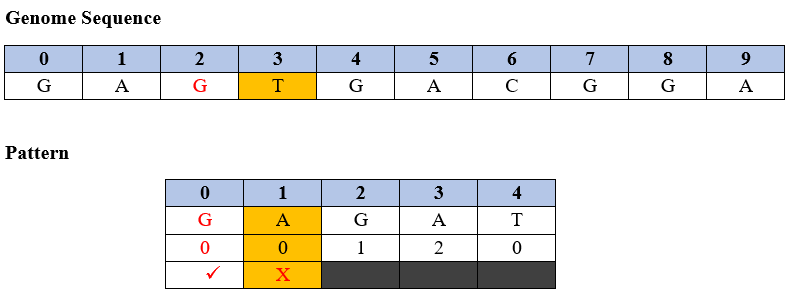 Genome Sequence
0 1 2 3 4 5 6 7 8 9
G A G T G A C G G A
Pattern
0 1 2 3 4
G A G A T
0 0 1 2 0
✓ X